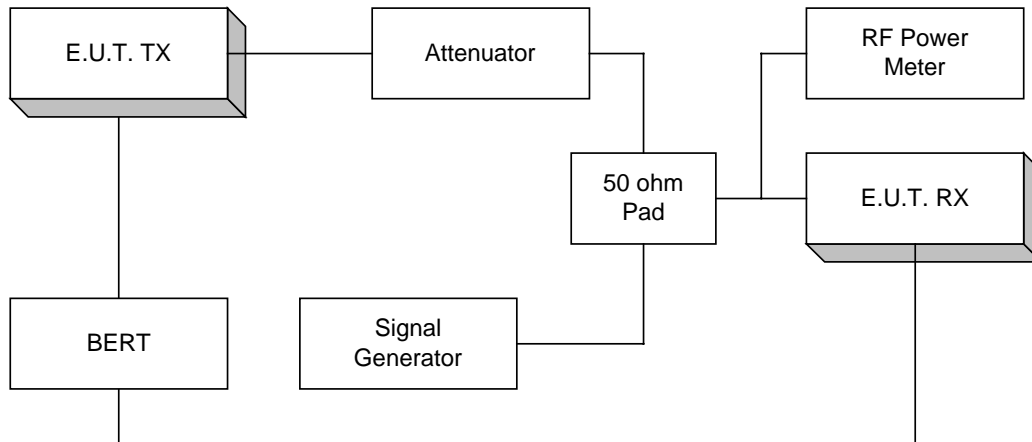 E.U.T. TX
Attenuator
RF Power
Meter
50 ohm
Pad
E.U.T. RX
BERT
Signal
Generator